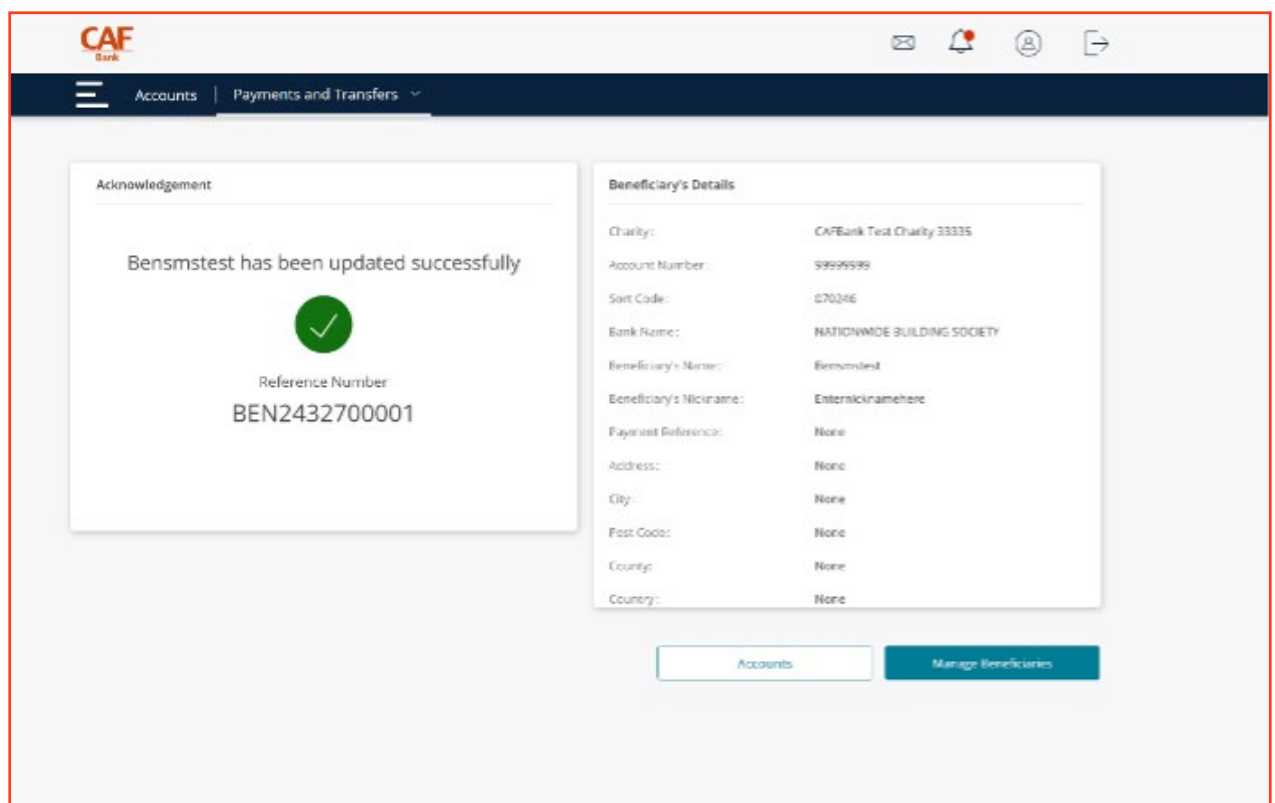 CAF
Bank
Accounts | Payments and Transfers
Acknowledgement
Bensmstest has been updated successfully
Reference Number
BEN2432700001
Beneficiary's Details
Charity: CAFBank Test Charity 33335
Account Number: 99999999
Sort Code: 070246
Bank Name: NATIONWIDE BUILDING SOCIETY
Beneficiary's Name: Bensmstest
Beneficiary's Nickname: Enternicknamehere
Payment Reference: None
Address: None
City: None
Post Code: None
County: None
Country: None
Accounts
Manage Beneficiaries